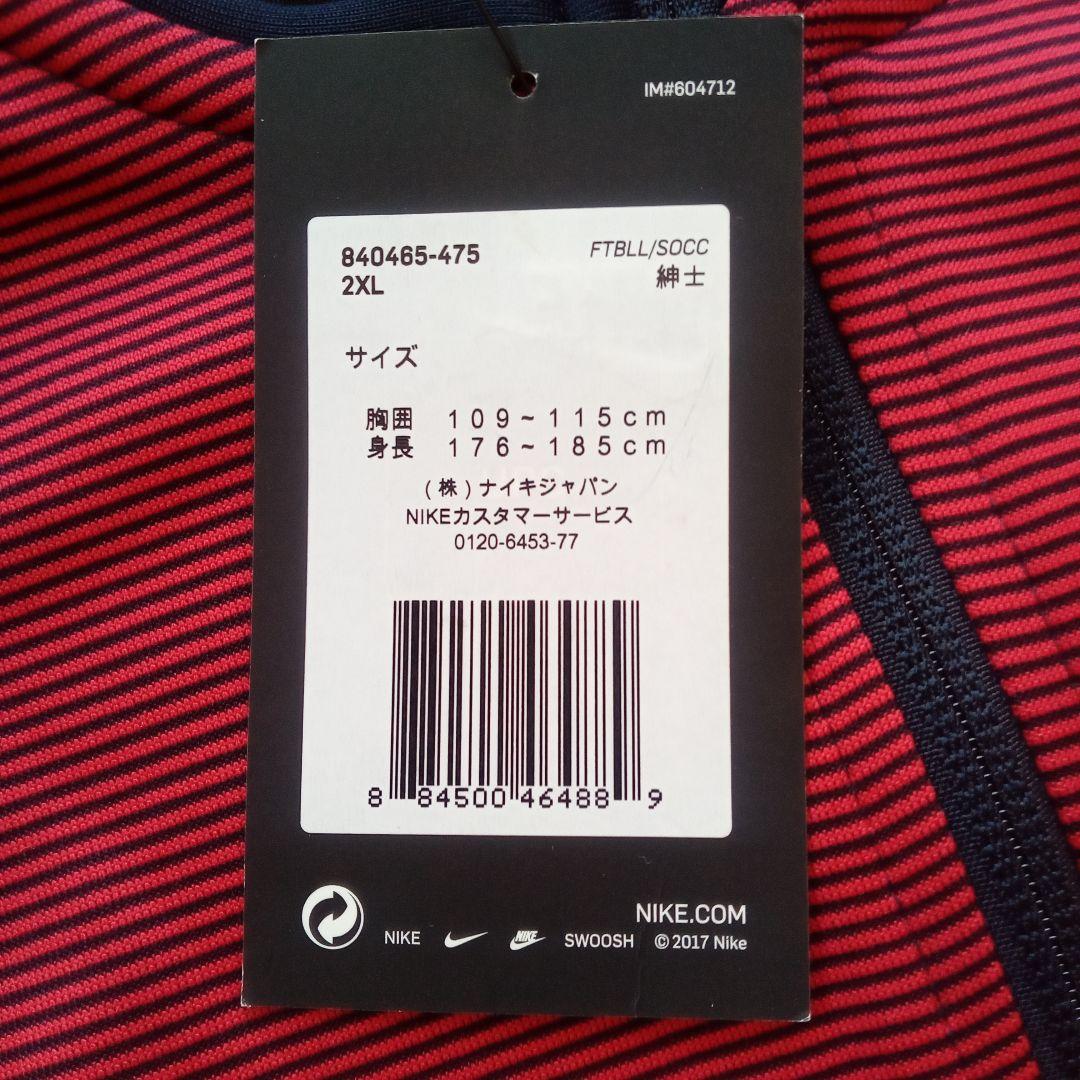 IM#604712
840465-475
FTBLL/SOCC
2XL
紳士
サイズ
胸囲 109~115cm
身長 176~185cm
(株)ナイキジャパン
NIKEカスタマーサービス
0120-6453-77
8 84500 46488 9
NIKE.COM
NIKE NIKE SWOOSH © 2017 Nike